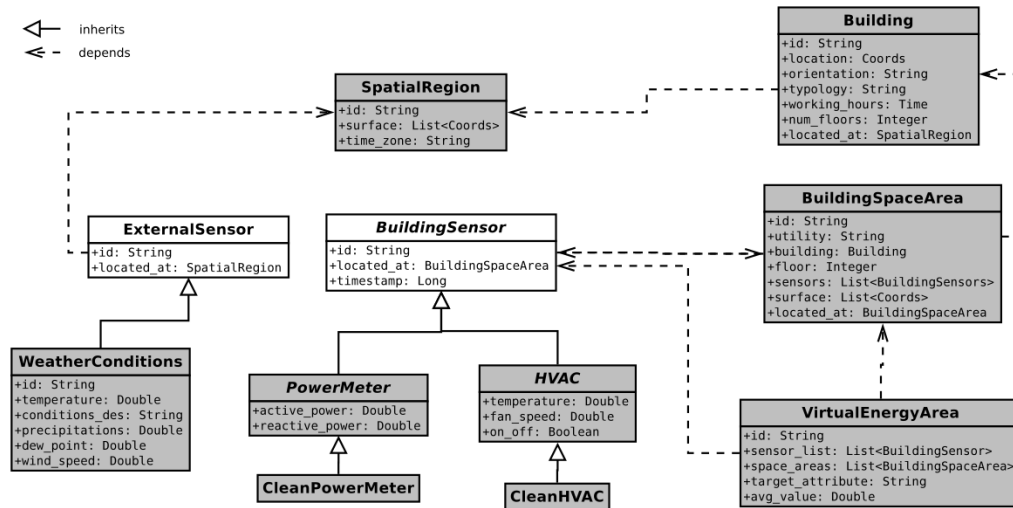 inherits
depends
Building
+id: String
+location: Coords
+orientation: String
+typology: String
+working_hours: Time
+num_floors: Integer
+located_at: SpatialRegion
SpatialRegion
+id: String
+surface: List<Coords>
+time_zone: String
ExternalSensor
+id: String
+located_at: SpatialRegion
BuildingSensor
+id: String
+located_at: BuildingSpaceArea
+timestamp: Long
BuildingSpaceArea
+id: String
+utility: String
+building: Building
+floor: Integer
+sensors: List<BuildingSensors>
+surface: List<Coords>
+located_at: BuildingSpaceArea
WeatherConditions
+id: String
+temperature: Double
+conditions_des: String
+precipitations: Double
+dew_point: Double
+wind_speed: Double
PowerMeter
+active_power: Double
+reactive_power: Double
HVAC
+temperature: Double
+fan_speed: Double
+on_off: Boolean
VirtualEnergyArea
+id: String
+sensor_list: List<BuildingSensor>
+space_areas: List<BuildingSpaceArea>
+target_attribute: String
+avg_value: Double
CleanPowerMeter
CleanHVAC